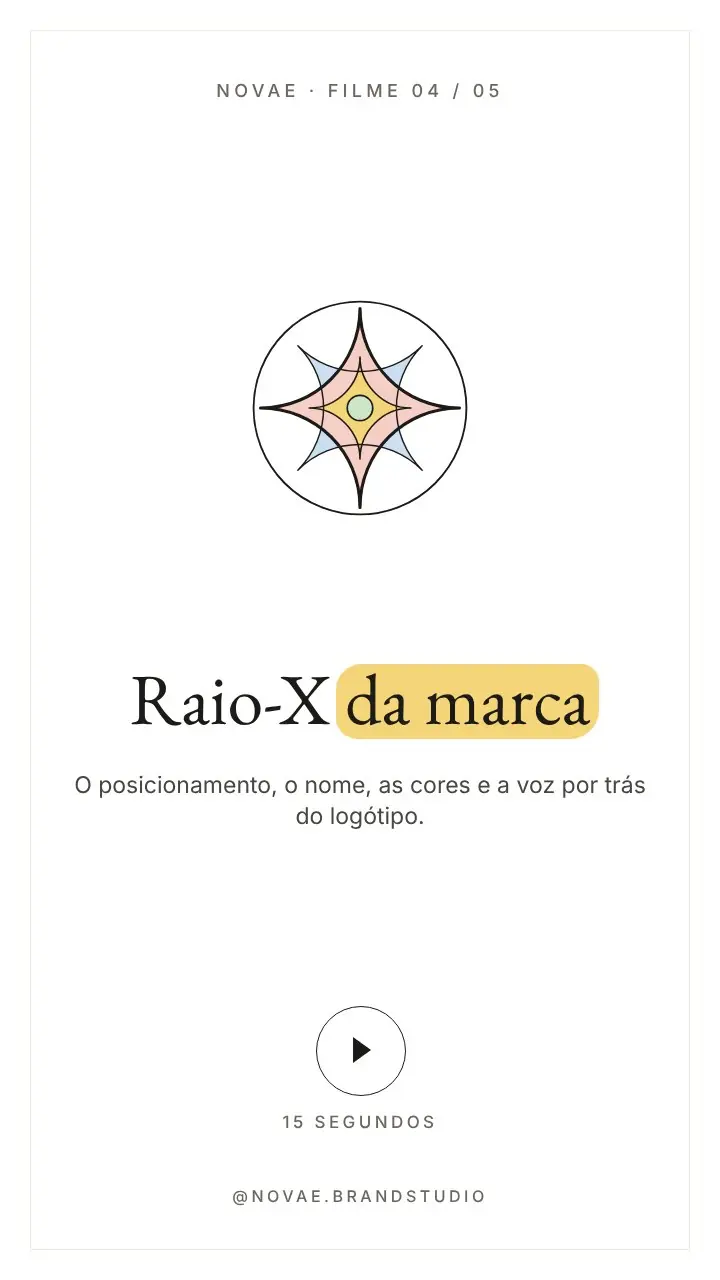 NOVAE · FILME 04 / 05
Raio-X da marca
O posicionamento, o nome, as cores e a voz por trás
do logótipo.
15 SEGUNDOS
@NOVAE.BRANDSTUDIO